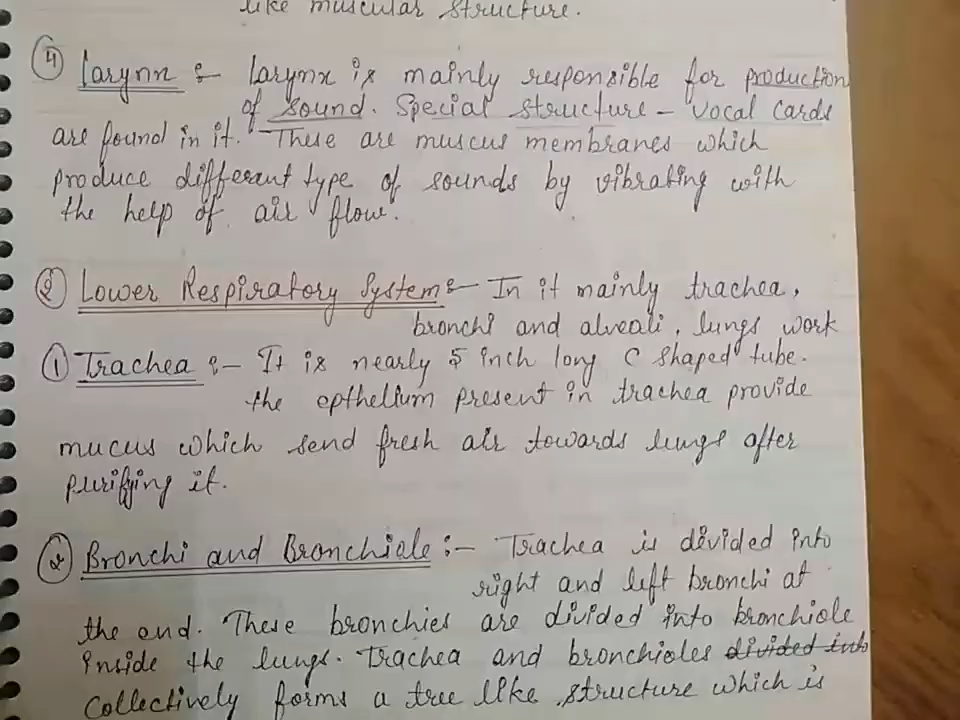 like muscular structure.
④ Larynn :- Larynx is mainly responsible for production
of sound. Special structure - vocal cards
are found in it. These are muscus membranes which
produce different type of sounds by vibrating with
the help of air flow.
② Lower Respiratory System :- In it mainly trachea,
bronchi and alveali, lungs work
① Trachea :- It is nearly 5 inch long C shaped tube.
the epthelium present in trachea provide
mucus which send fresh air towards lungs after
purifying it.
② Bronchi and Bronchiole :- Trachea is divided into
right and left bronchi at
the end. These bronchies are divided into bronchiole
inside the lungs. Trachea and bronchioles divided into
collectively forms a tree like structure which is